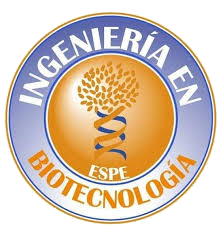 INGENIERÍA EN
ESPE
BIOTECNOLOGÍA